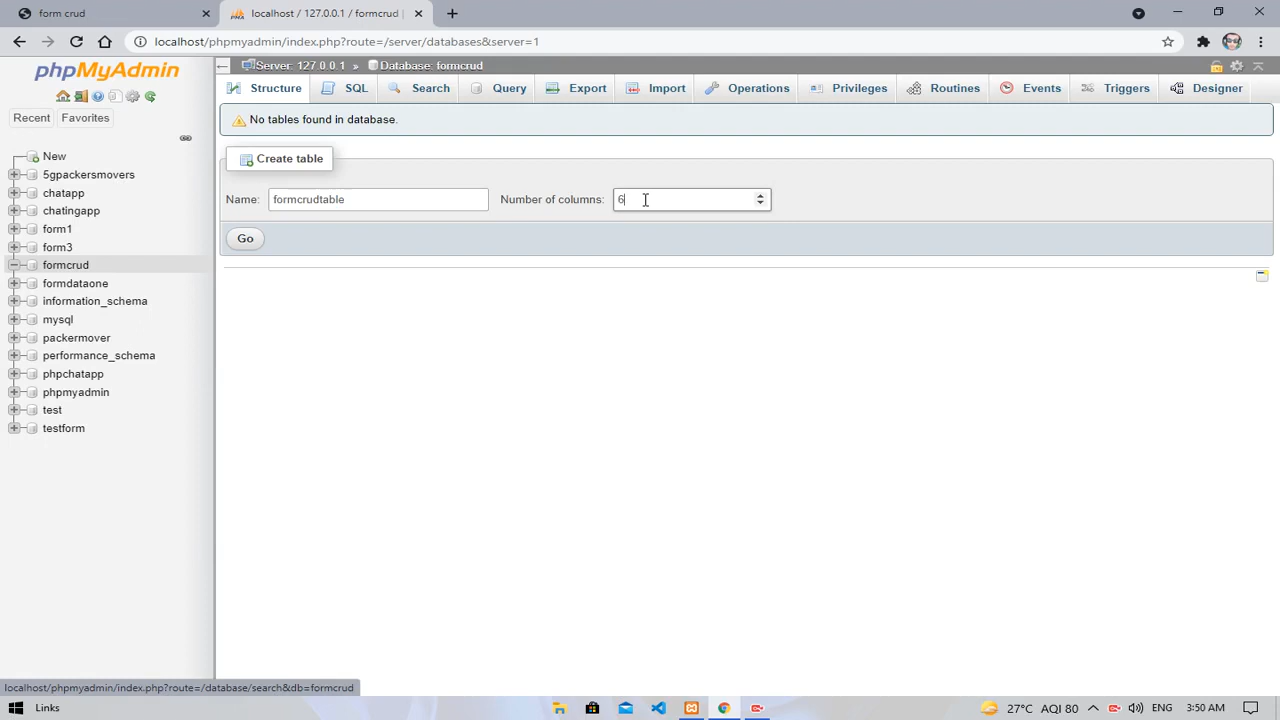 form crud
localhost / 127.0.0.1 / formcrud |
localhost/phpmyadmin/index.php?route=/server/databases&server=1
phpMyAdmin
Recent
Favorites
New
5gpackersmovers
chatapp
chatingapp
form1
form3
formcrud
formdataone
information_schema
mysql
packermover
performance_schema
phpchatapp
phpmyadmin
test
testform
Server: 127.0.0.1 » Database: formcrud
Structure SQL Search Query Export Import Operations Privileges Routines Events Triggers Designer
No tables found in database.
Create table
Name: formcrudtable Number of columns: 6
Go
localhost/phpmyadmin/index.php?route=/database/search&db=formcrud
Links
27°C AQI 80 ENG 3:50 AM